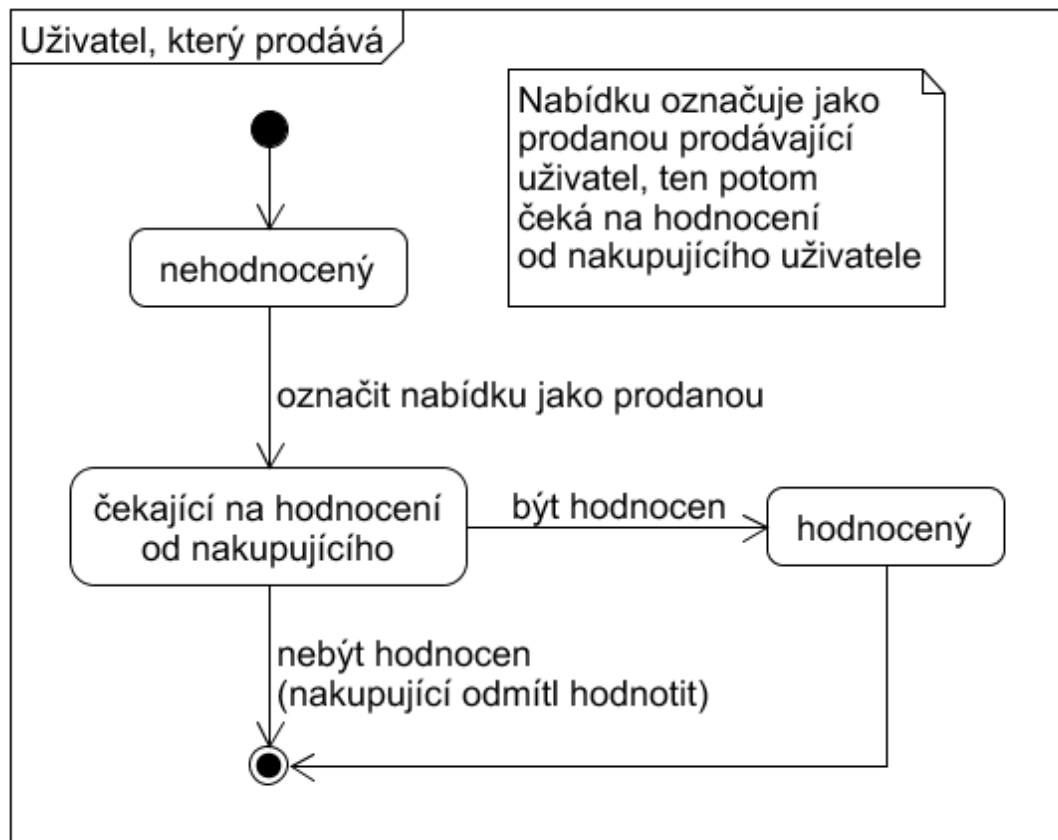 Uživatel, který prodává
Nabídku označuje jako
prodanou prodávající
uživatel, ten potom
čeká na hodnocení
od nakupujícího uživatele
nehodnocený
označit nabídku jako prodanou
čekající na hodnocení
od nakupujícího
být hodnocen
hodnocený
nebýt hodnocen
(nakupující odmítl hodnotit)